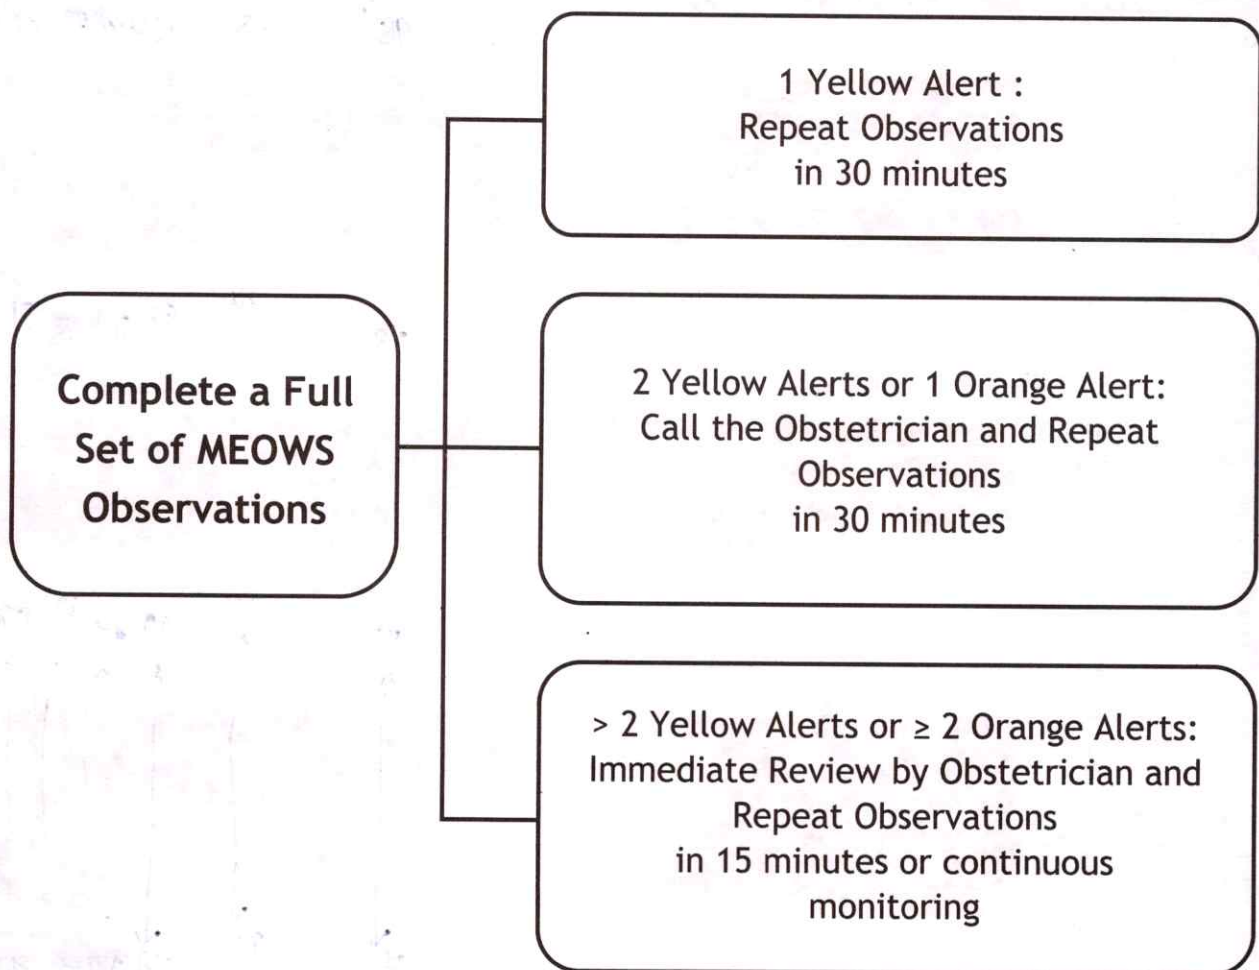 1 Yellow Alert :
Repeat Observations
in 30 minutes
Complete a Full
Set of MEOWS
Observations
2 Yellow Alerts or 1 Orange Alert:
Call the Obstetrician and Repeat
Observations
in 30 minutes
> 2 Yellow Alerts or ≥ 2 Orange Alerts:
Immediate Review by Obstetrician and
Repeat Observations
in 15 minutes or continuous
monitoring